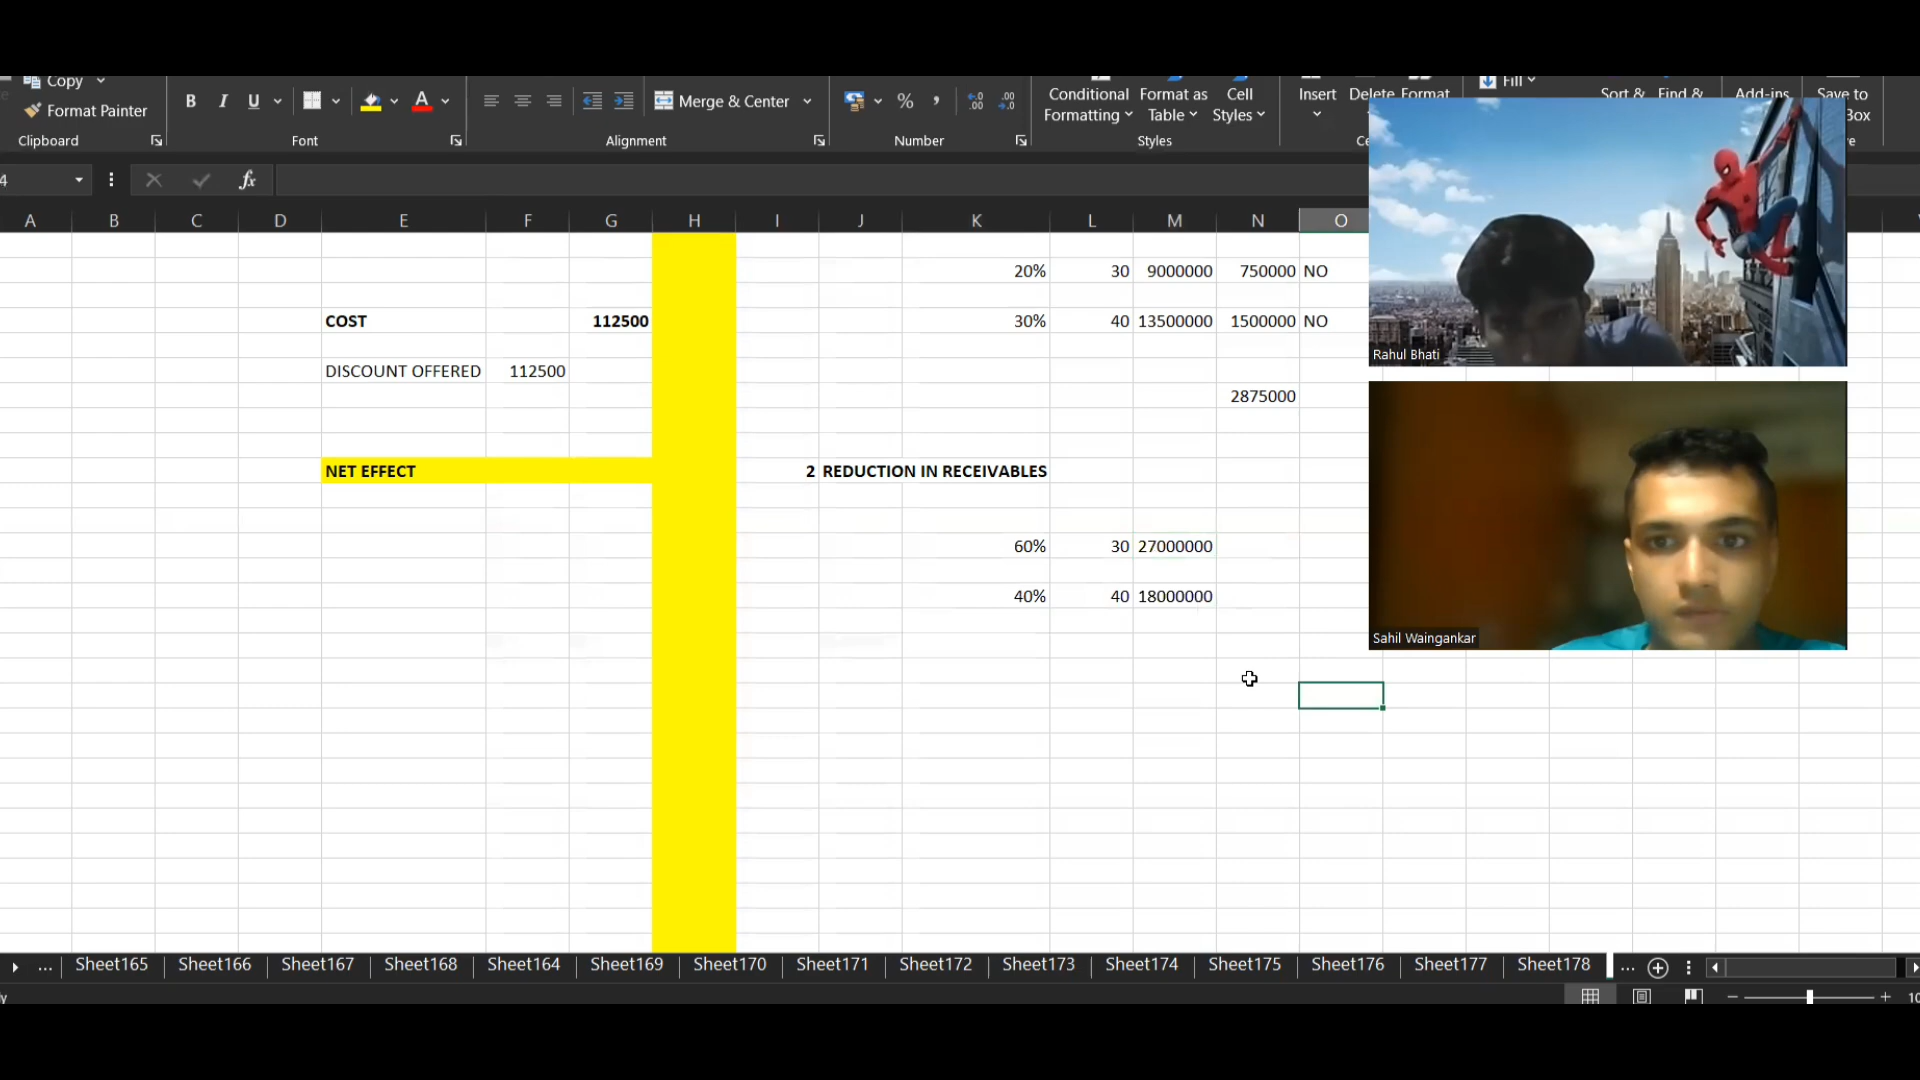 Copy
Format Painter
Clipboard
B I U
A
Font
Merge & Center
Alignment
%
Number
Conditional Formatting
Format as Table
Cell Styles
Styles
Insert
Delete
Format
Fill
Sort &
Find &
Add-ins
Save to
Box
4
fx
A B C D E F G H I J K L M N O
20% 30 9000000 750000 NO
COST 112500 30% 40 13500000 1500000 NO
DISCOUNT OFFERED 112500
2875000
NET EFFECT 2 REDUCTION IN RECEIVABLES
60% 30 27000000
40% 40 18000000
Rahul Bhati
Sahil Waingankar
... Sheet165 Sheet166 Sheet167 Sheet168 Sheet164 Sheet169 Sheet170 Sheet171 Sheet172 Sheet173 Sheet174 Sheet175 Sheet176 Sheet177 Sheet178 ...